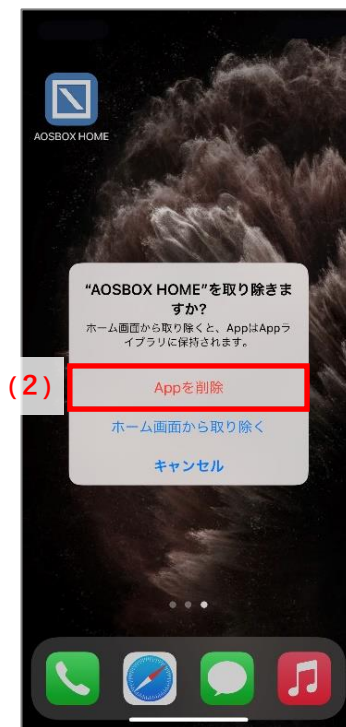 AOSBOX HOME
“AOSBOX HOME”を取り除きま
すか?
ホーム画面から取り除くと、AppはAppラ
イブラリに保持されます。
(2)
Appを削除
ホーム画面から取り除く
キャンセル